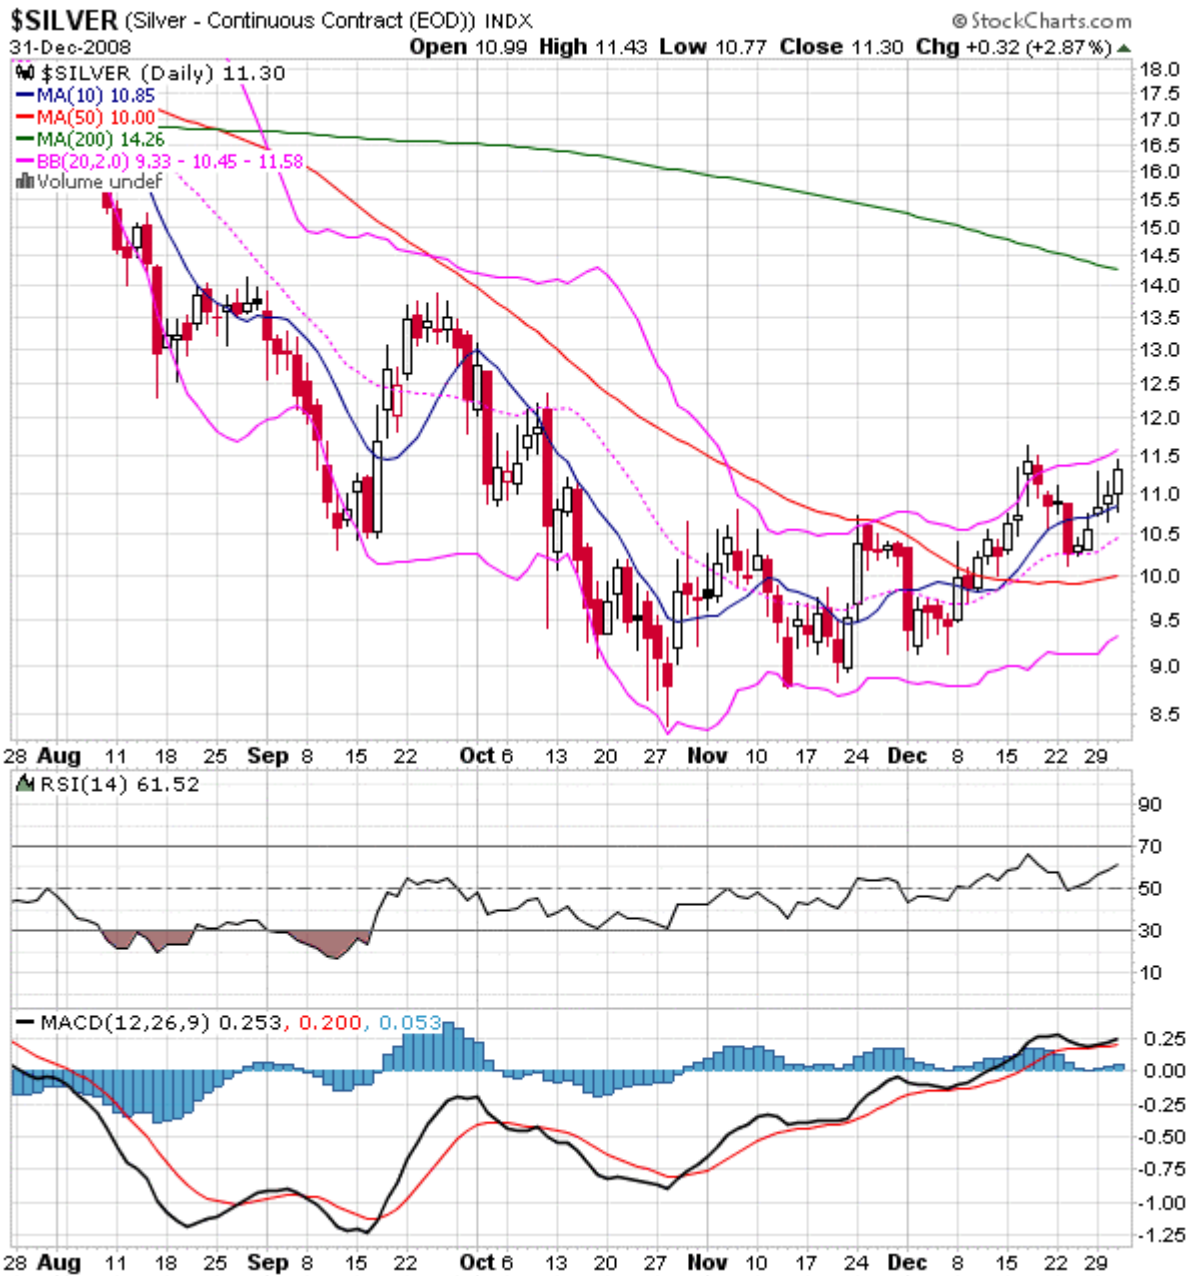 $SILVER (Silver - Continuous Contract (EOD)) INDX © StockCharts.com
31-Dec-2008 Open 10.99 High 11.43 Low 10.77 Close 11.30 Chg +0.32 (+2.87%)
$SILVER (Daily) 11.30
MA(10) 10.85
MA(50) 10.00
MA(200) 14.26
BB(20,2.0) 9.33 - 10.45 - 11.58
Volume undef
18.0
17.5
17.0
16.5
16.0
15.5
15.0
14.5
14.0
13.5
13.0
12.5
12.0
11.5
11.0
10.5
10.0
9.5
9.0
8.5
28 Aug 11 18 25 Sep 8 15 22 Oct 6 13 20 27 Nov 10 17 24 Dec 8 15 22 29
RSI(14) 61.52
90
70
50
30
10
MACD(12,26,9) 0.253, 0.200, 0.053
0.25
0.00
-0.25
-0.50
-0.75
-1.00
-1.25
28 Aug 11 18 25 Sep 8 15 22 Oct 6 13 20 27 Nov 10 17 24 Dec 8 15 22 29